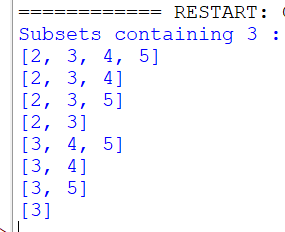 ============ RESTART:
Subsets containing 3 :
[2, 3, 4, 5]
[2, 3, 4]
[2, 3, 5]
[2, 3]
[3, 4, 5]
[3, 4]
[3, 5]
[3]